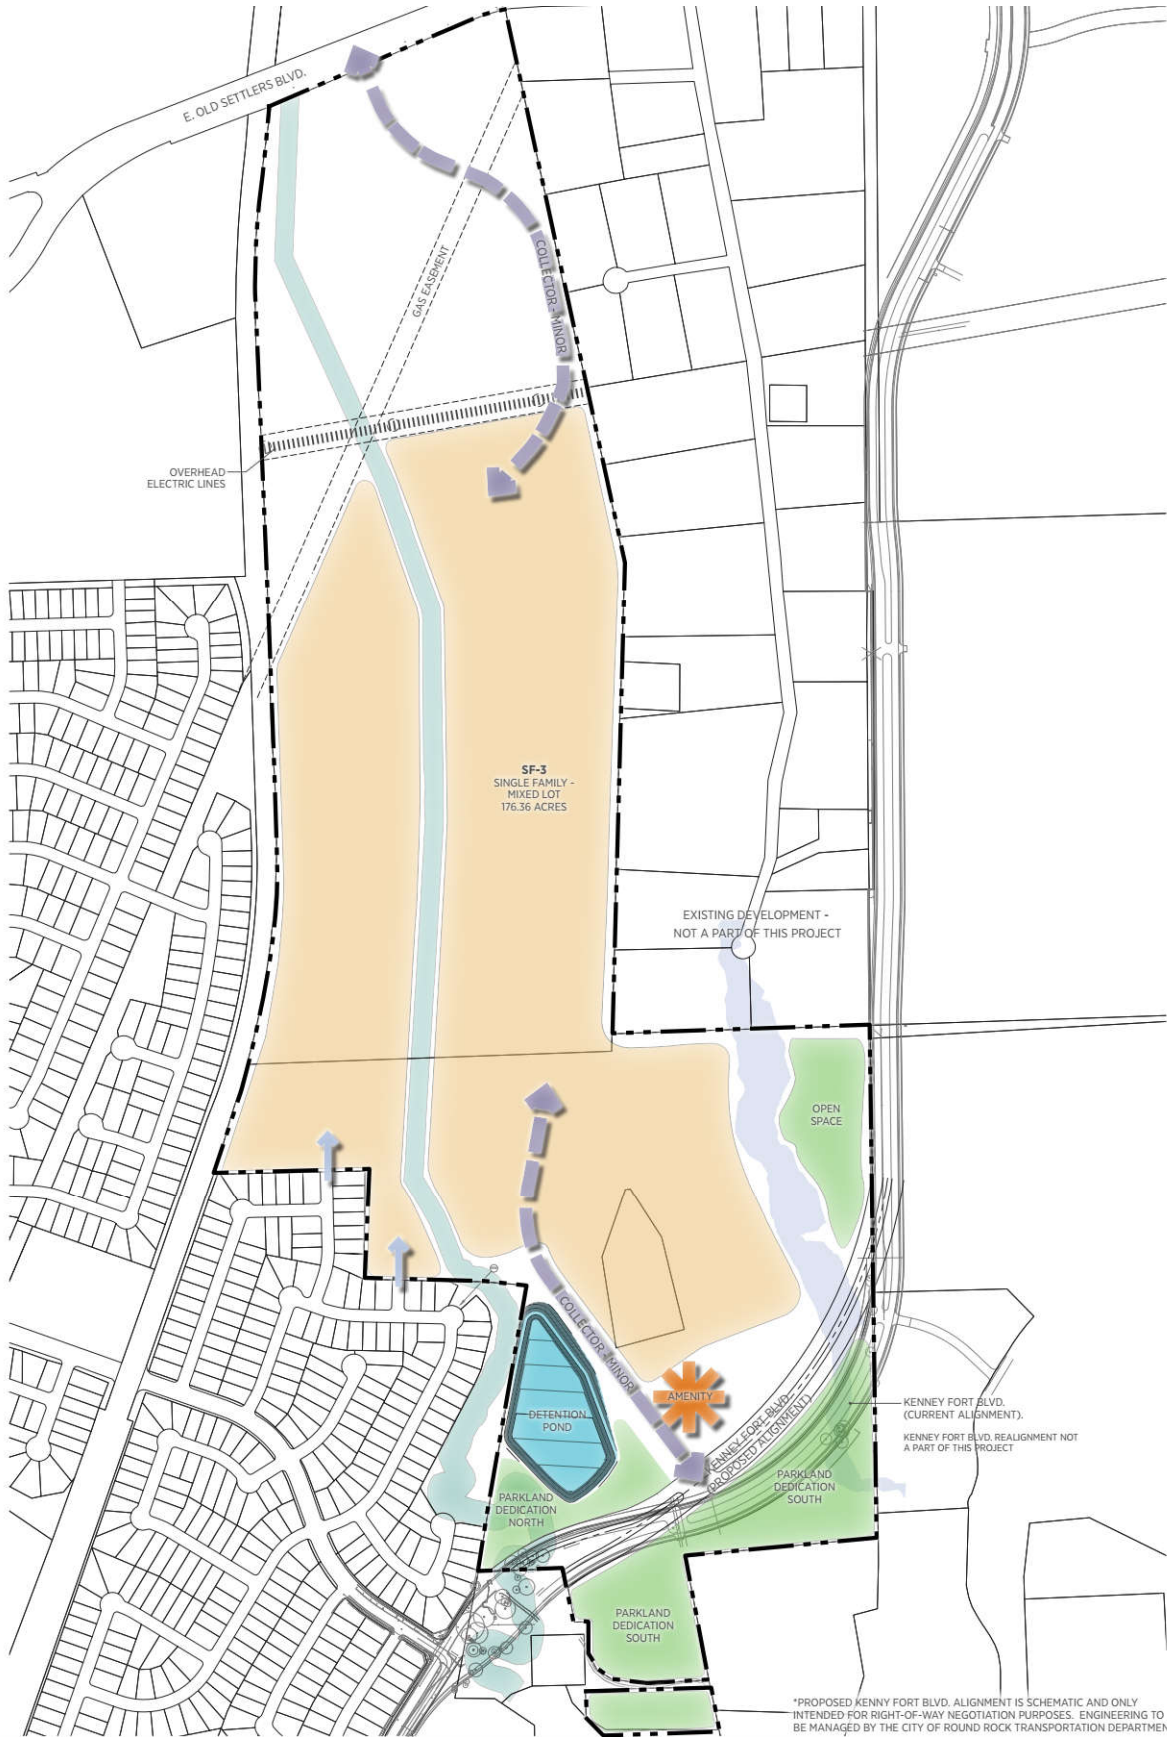 E. OLD SETTLERS BLVD.
GAS EASEMENT
COLLECTOR - MINOR
OVERHEAD
ELECTRIC LINES
SF-3
SINGLE FAMILY -
MIXED LOT
176.36 ACRES
EXISTING DEVELOPMENT -
NOT A PART OF THIS PROJECT
OPEN
SPACE
COLLECTOR - MINOR
AMENITY
DETENTION
POND
KENNEY FORT BLVD.
(PROPOSED ALIGNMENT)
KENNEY FORT BLVD.
(CURRENT ALIGNMENT).
KENNEY FORT BLVD. REALIGNMENT NOT
A PART OF THIS PROJECT
PARKLAND
DEDICATION
SOUTH
PARKLAND
DEDICATION
NORTH
PARKLAND
DEDICATION
SOUTH
*PROPOSED KENNY FORT BLVD. ALIGNMENT IS SCHEMATIC AND ONLY
INTENDED FOR RIGHT-OF-WAY NEGOTIATION PURPOSES. ENGINEERING TO
BE MANAGED BY THE CITY OF ROUND ROCK TRANSPORTATION DEPARTMEN